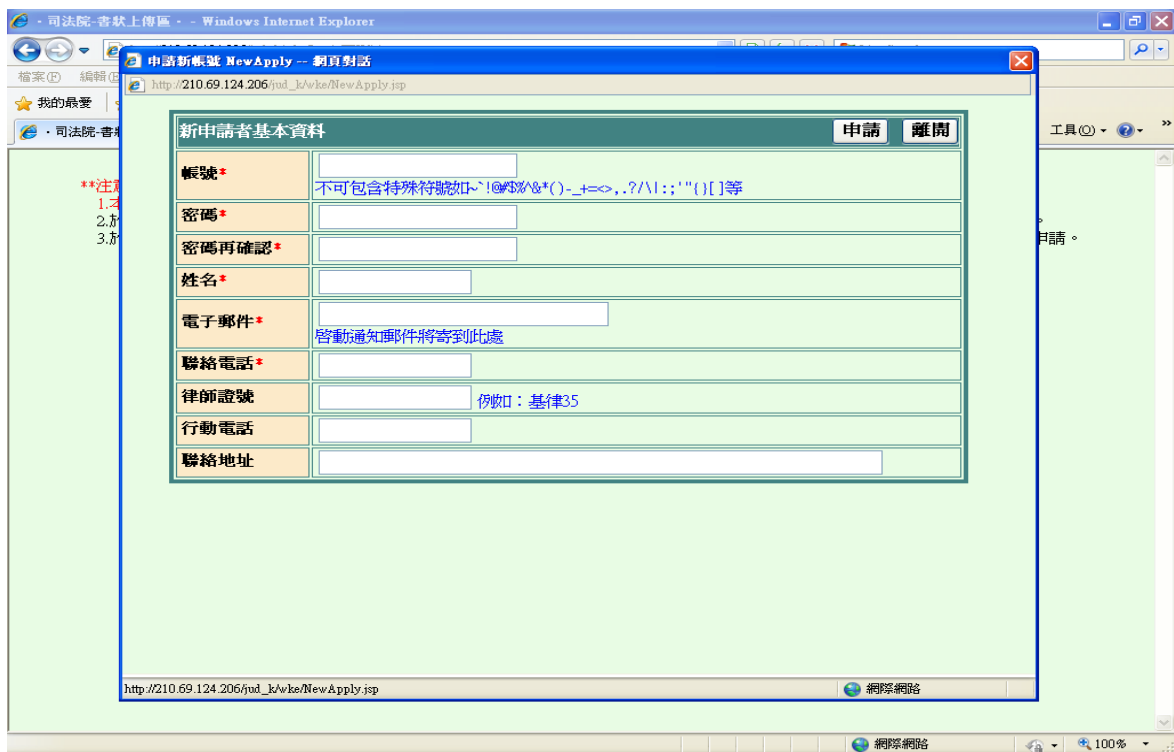 ・司法院-書狀上傳區・ - Windows Internet Explorer
申請新帳號 NewApply -- 網頁對話
檔案(F) 編輯(E
http://210.69.124.206/jud_k/wke/NewApply.jsp
我的最愛
・司法院-書
工具(O)
新申請者基本資料 申請 離開
帳號*
不可包含特殊符號如~`!@#$%^&*()-_+=<>,.?/\|:;'"{}[]等
密碼*
密碼再確認*
姓名*
電子郵件*
啓動通知郵件將寄到此處
聯絡電話*
律師證號 例如：基律35
行動電話
聯絡地址
**注
1.
2.於
3.於
申請。
http://210.69.124.206/jud_k/wke/NewApply.jsp 網際網路
網際網路 100%